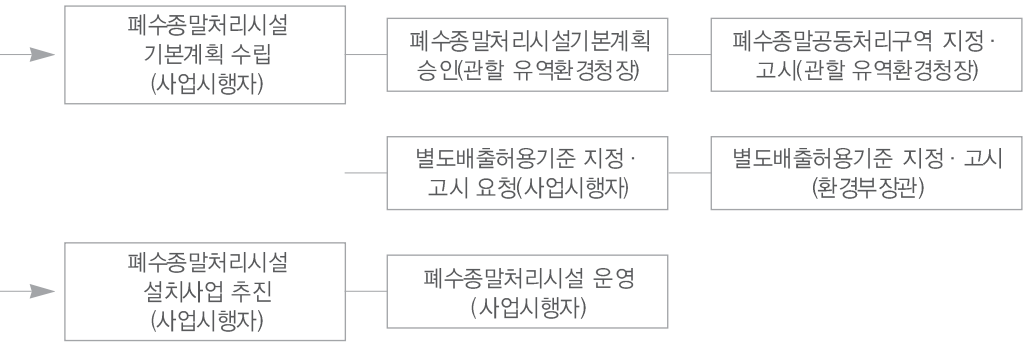 폐수종말처리시설
기본계획 수립
(사업시행자)
폐수종말처리시설기본계획
승인(관할 유역환경청장)
폐수종말공동처리구역 지정·
고시(관할 유역환경청장)
별도배출허용기준 지정·
고시 요청(사업시행자)
별도배출허용기준 지정·고시
(환경부장관)
폐수종말처리시설
설치사업 추진
(사업시행자)
폐수종말처리시설 운영
(사업시행자)